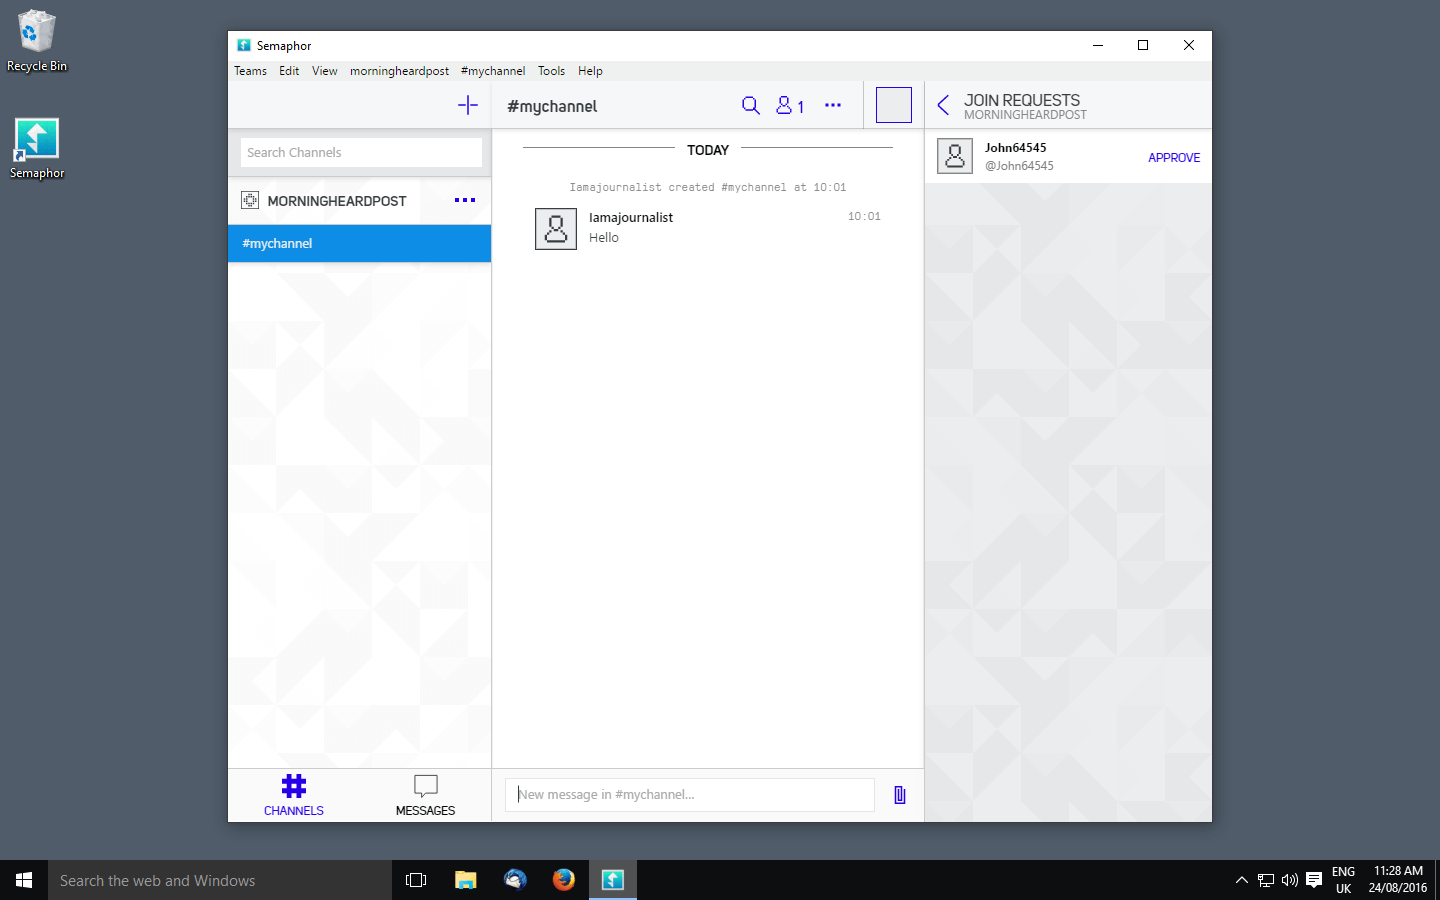 Recycle Bin
Semaphor
Semaphor
Teams Edit View morningheardpost #mychannel Tools Help
#mychannel
1
JOIN REQUESTS
MORNINGHEARDPOST
Search Channels
MORNINGHEARDPOST
#mychannel
TODAY
Iamajournalist created #mychannel at 10:01
Iamajournalist 10:01
Hello
John64545
@John64545
APPROVE
CHANNELS
MESSAGES
New message in #mychannel...
Search the web and Windows
ENG
UK
11:28 AM
24/08/2016